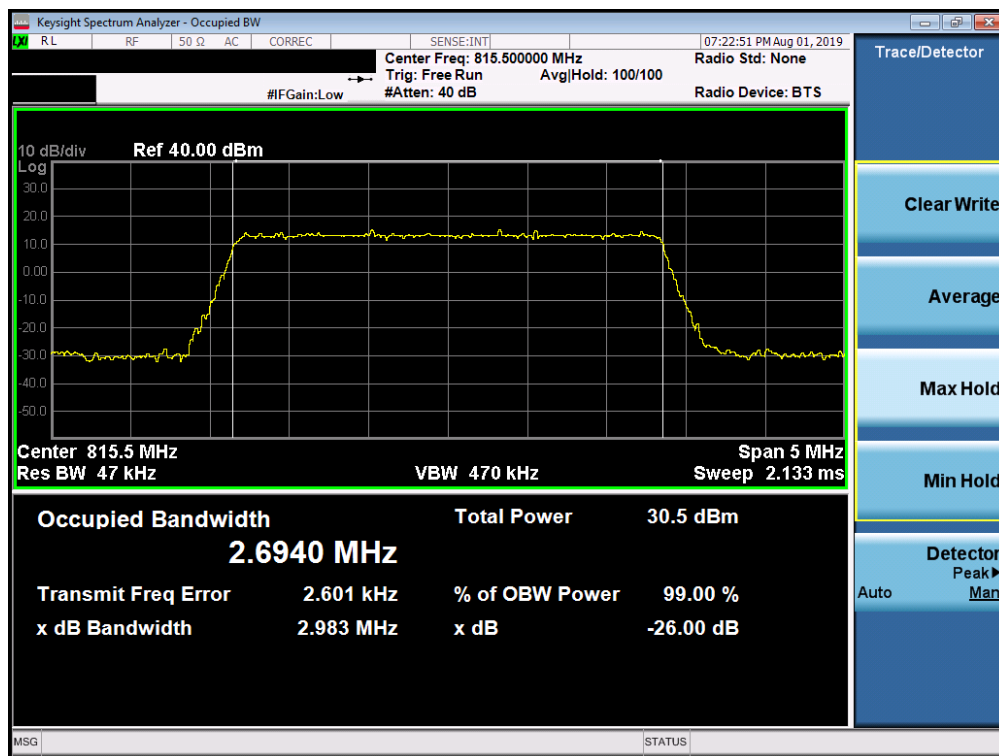 Keysight Spectrum Analyzer - Occupied BW
LXI RL RF 50 Ω AC CORREC SENSE:INT 07:22:51 PM Aug 01, 2019
Center Freq: 815.500000 MHz Radio Std: None
Trig: Free Run Avg|Hold: 100/100
#IFGain:Low #Atten: 40 dB Radio Device: BTS
10 dB/div Ref 40.00 dBm
Log
30.0
20.0
10.0
0.00
-10.0
-20.0
-30.0
-40.0
-50.0
Center 815.5 MHz Span 5 MHz
Res BW 47 kHz VBW 470 kHz Sweep 2.133 ms
Occupied Bandwidth Total Power 30.5 dBm
2.6940 MHz
Transmit Freq Error 2.601 kHz % of OBW Power 99.00 %
x dB Bandwidth 2.983 MHz x dB -26.00 dB
MSG STATUS
Trace/Detector
Clear Write
Average
Max Hold
Min Hold
Detector
Peak▶
Auto Man